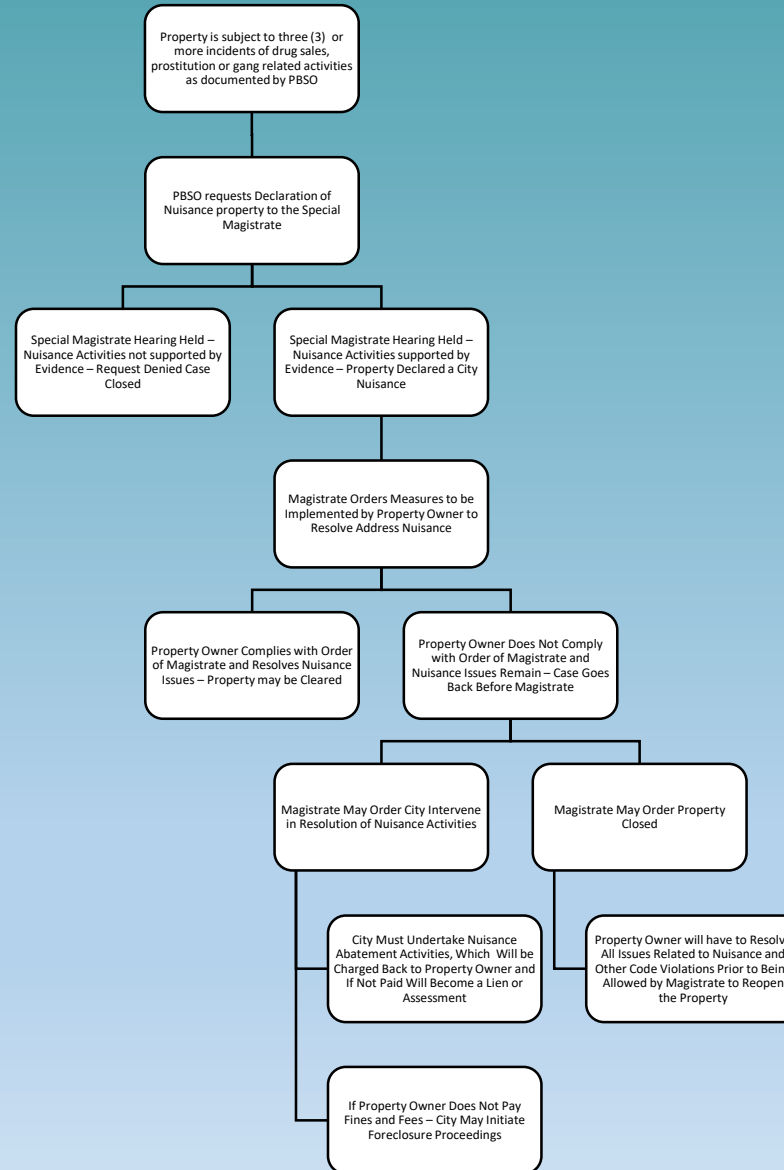 Property is subject to three (3) or
more incidents of drug sales,
prostitution or gang related activities
as documented by PBSO
PBSO requests Declaration of
Nuisance property to the Special
Magistrate
Special Magistrate Hearing Held –
Nuisance Activities not supported by
Evidence – Request Denied Case
Closed
Special Magistrate Hearing Held –
Nuisance Activities supported by
Evidence – Property Declared a City
Nuisance
Magistrate Orders Measures to be
Implemented by Property Owner to
Resolve Address Nuisance
Property Owner Complies with Order
of Magistrate and Resolves Nuisance
Issues – Property may be Cleared
Property Owner Does Not Comply
with Order of Magistrate and
Nuisance Issues Remain – Case Goes
Back Before Magistrate
Magistrate May Order City Intervene
in Resolution of Nuisance Activities
Magistrate May Order Property
Closed
City Must Undertake Nuisance
Abatement Activities, Which Will be
Charged Back to Property Owner and
If Not Paid Will Become a Lien or
Assessment
Property Owner will have to Resolv
All Issues Related to Nuisance and
Other Code Violations Prior to Bein
Allowed by Magistrate to Reopen
the Property
If Property Owner Does Not Pay
Fines and Fees – City May Initiate
Foreclosure Proceedings